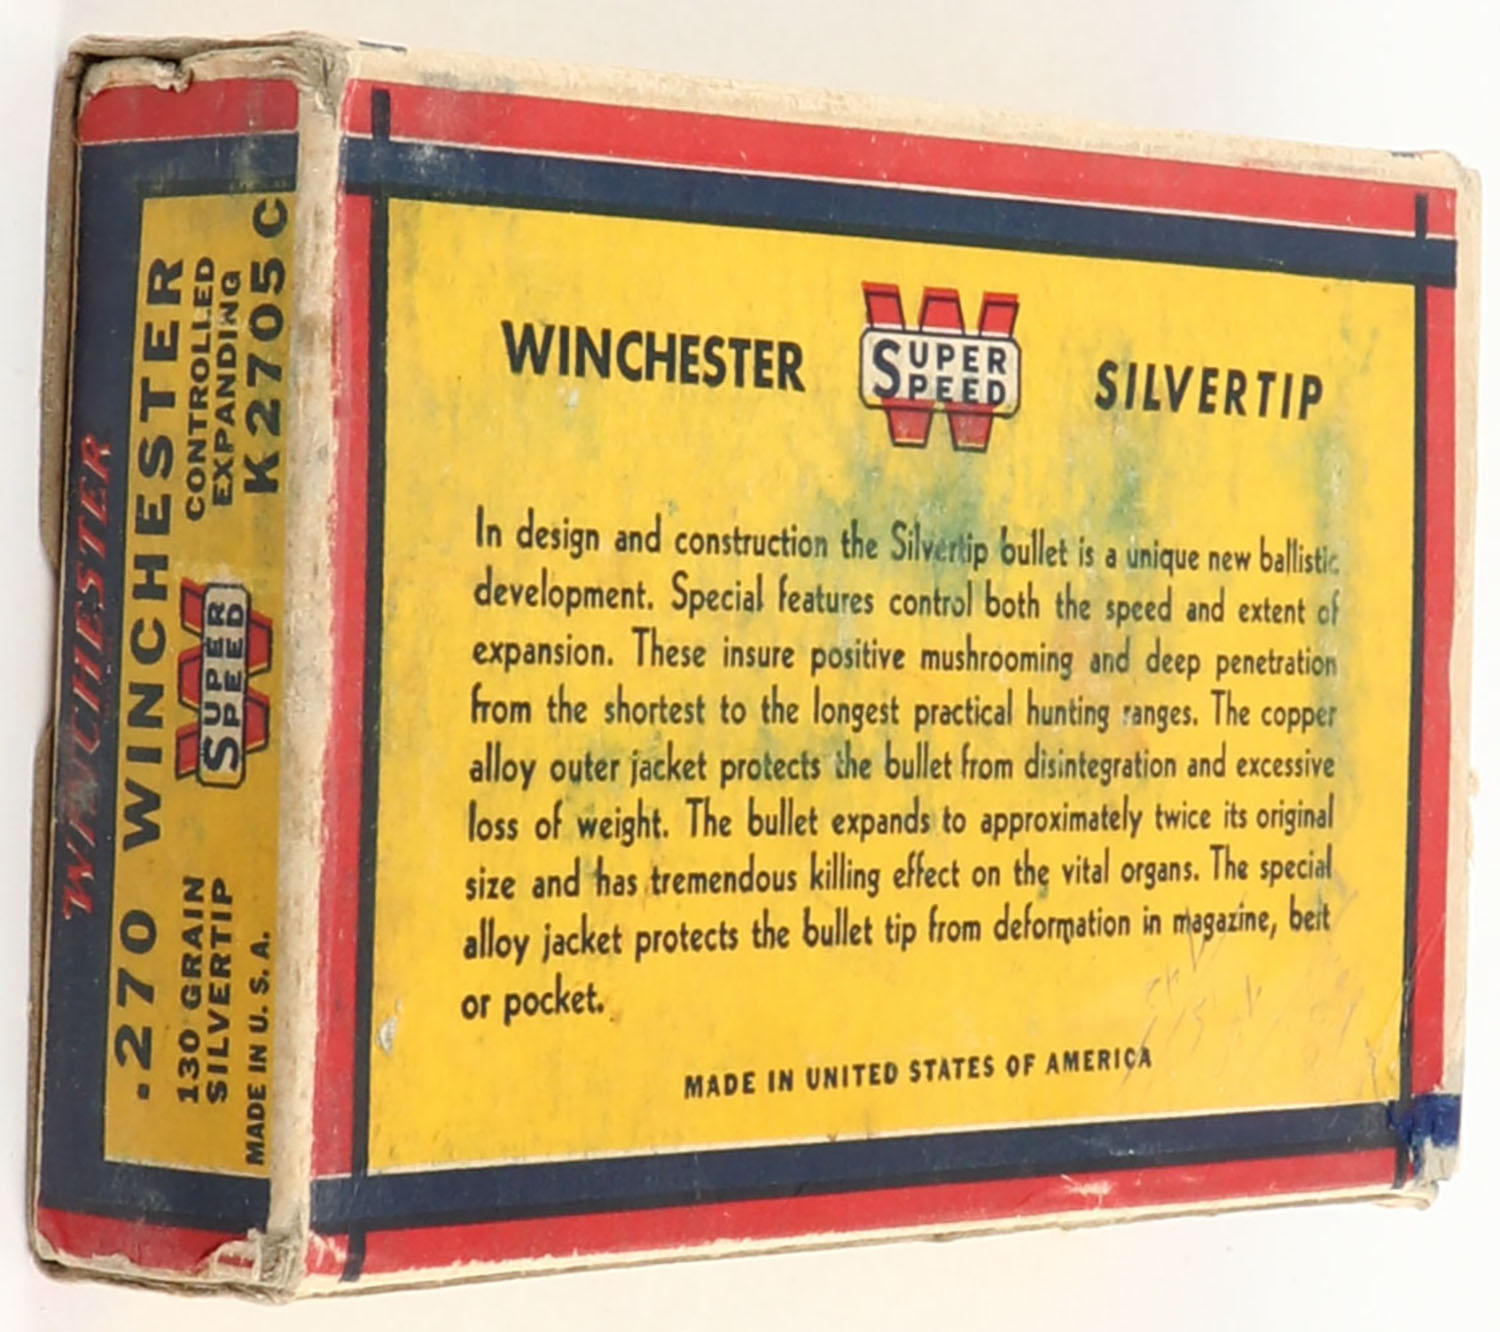 WINCHESTER
.270 WINCHESTER
130 GRAIN
SILVERTIP
SUPER
SPEED
CONTROLLED
EXPANDING
MADE IN U. S. A.
K2705C
WINCHESTER
SUPER
SPEED
SILVERTIP
In design and construction the Silvertip bullet is a unique new ballistic
development. Special features control both the speed and extent of
expansion. These insure positive mushrooming and deep penetration
from the shortest to the longest practical hunting ranges. The copper
alloy outer jacket protects the bullet from disintegration and excessive
loss of weight. The bullet expands to approximately twice its original
size and has tremendous killing effect on the vital organs. The special
alloy jacket protects the bullet tip from deformation in magazine, belt
or pocket.
MADE IN UNITED STATES OF AMERICA